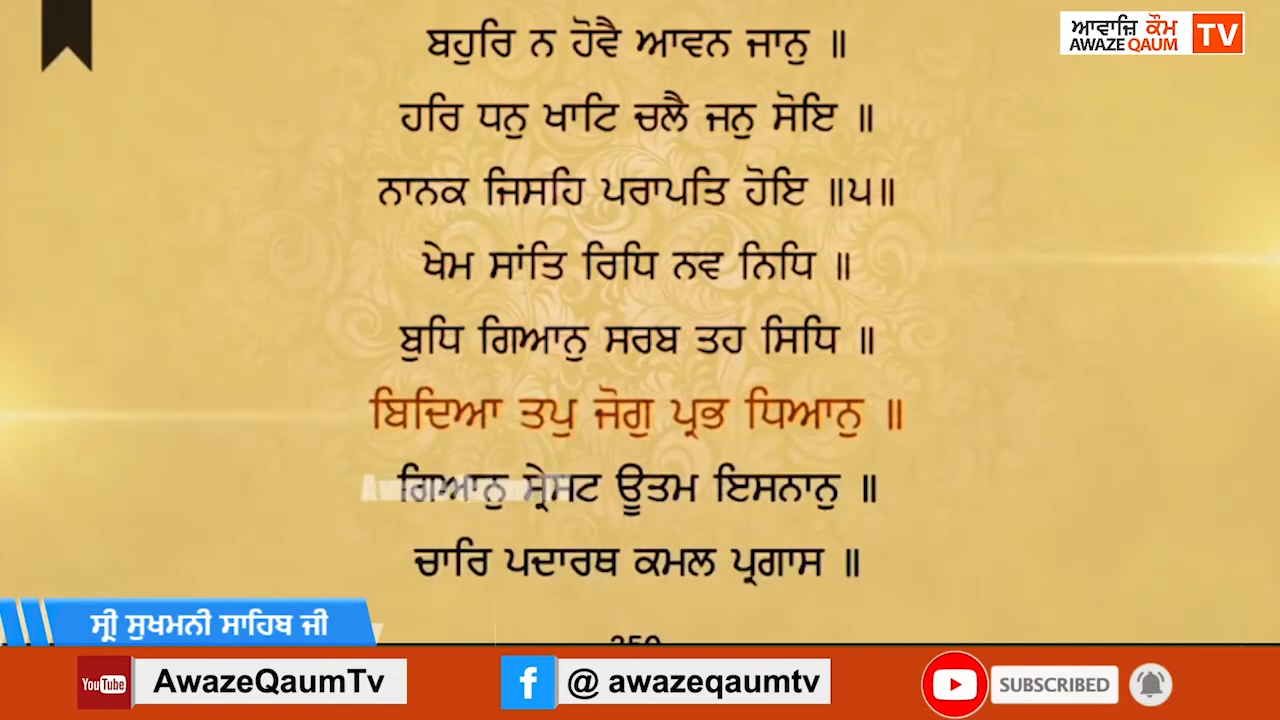 ਆਵਾਜ਼ਿ ਕੌਮ
AWAZE QAUM
TV
ਬਹੁਰਿ ਨ ਹੋਵੈ ਆਵਨ ਜਾਨੁ ॥
ਹਰਿ ਧਨੁ ਖਾਟਿ ਚਲੈ ਜਨੁ ਸੋਇ ॥
ਨਾਨਕ ਜਿਸਹਿ ਪਰਾਪਤਿ ਹੋਇ ॥੫॥
ਖੇਮ ਸਾਂਤਿ ਰਿਧਿ ਨਵ ਨਿਧਿ ॥
ਬੁਧਿ ਗਿਆਨੁ ਸਰਬ ਤਹ ਸਿਧਿ ॥
ਬਿਦਿਆ ਤਪੁ ਜੋਗੁ ਪ੍ਰਭ ਧਿਆਨੁ ॥
ਗਿਆਨੁ ਸ੍ਰੇਸਟ ਊਤਮ ਇਸਨਾਨੁ ॥
ਚਾਰਿ ਪਦਾਰਥ ਕਮਲ ਪ੍ਰਗਾਸ ॥
ਸ੍ਰੀ ਸੁਖਮਨੀ ਸਾਹਿਬ ਜੀ
YouTube AwazeQaumTv
f @ awazeqaumtv
SUBSCRIBED